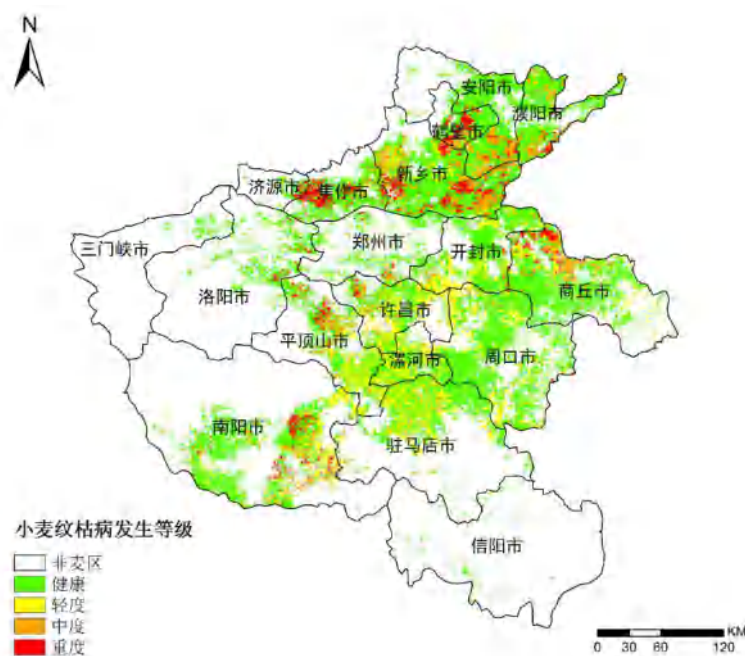 N
安阳市
濮阳市
鹤壁市
新乡市
济源市
焦作市
三门峡市
郑州市
开封市
洛阳市
商丘市
许昌市
平顶山市
漯河市
周口市
南阳市
驻马店市
信阳市
小麦纹枯病发生等级
非麦区
健康
轻度
中度
重度
KM
0 30 60 120